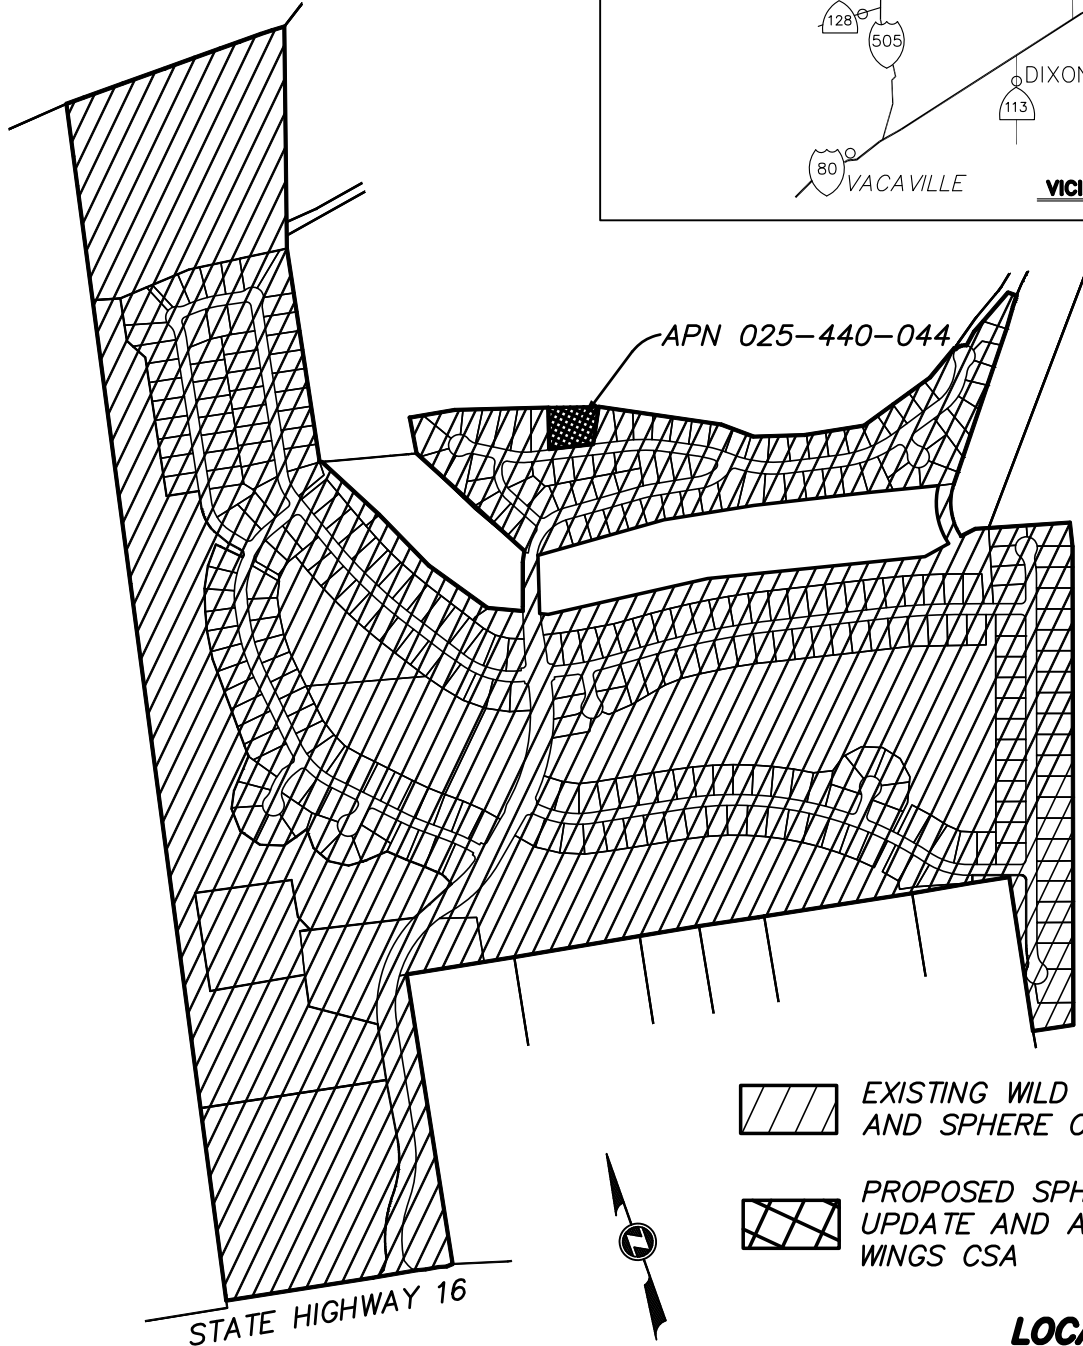 128
505
DIXON
113
80
VACAVILLE
VICI
APN 025-440-044
EXISTING WILD
AND SPHERE O
PROPOSED SPH
UPDATE AND A
WINGS CSA
N
STATE HIGHWAY 16
LOCA